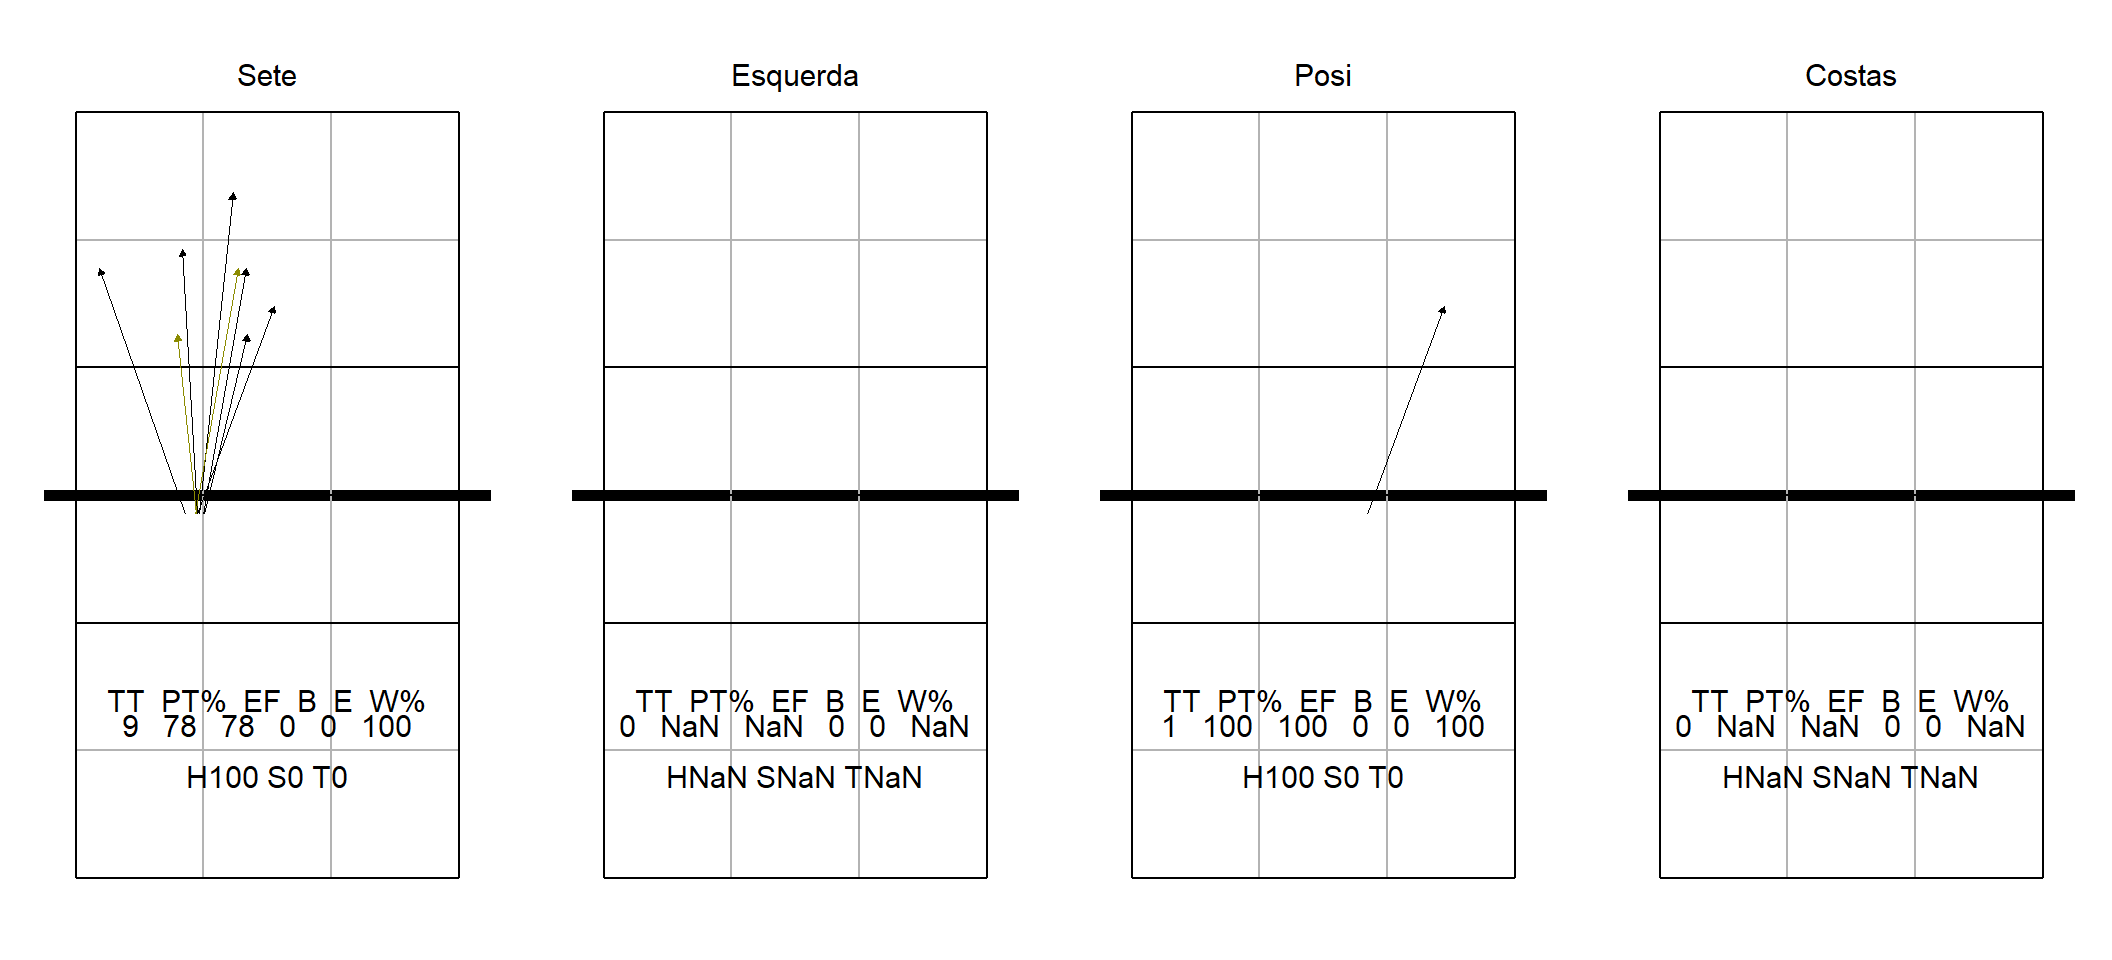 Sete
TT PT% EF B E W%
9 78 78 0 0 100
H100 S0 T0
Esquerda
TT PT% EF B E W%
0 NaN NaN 0 0 NaN
HNaN SNaN TNaN
Posi
TT PT% EF B E W%
1 100 100 0 0 100
H100 S0 T0
Costas
TT PT% EF B E W%
0 NaN NaN 0 0 NaN
HNaN SNaN TNaN